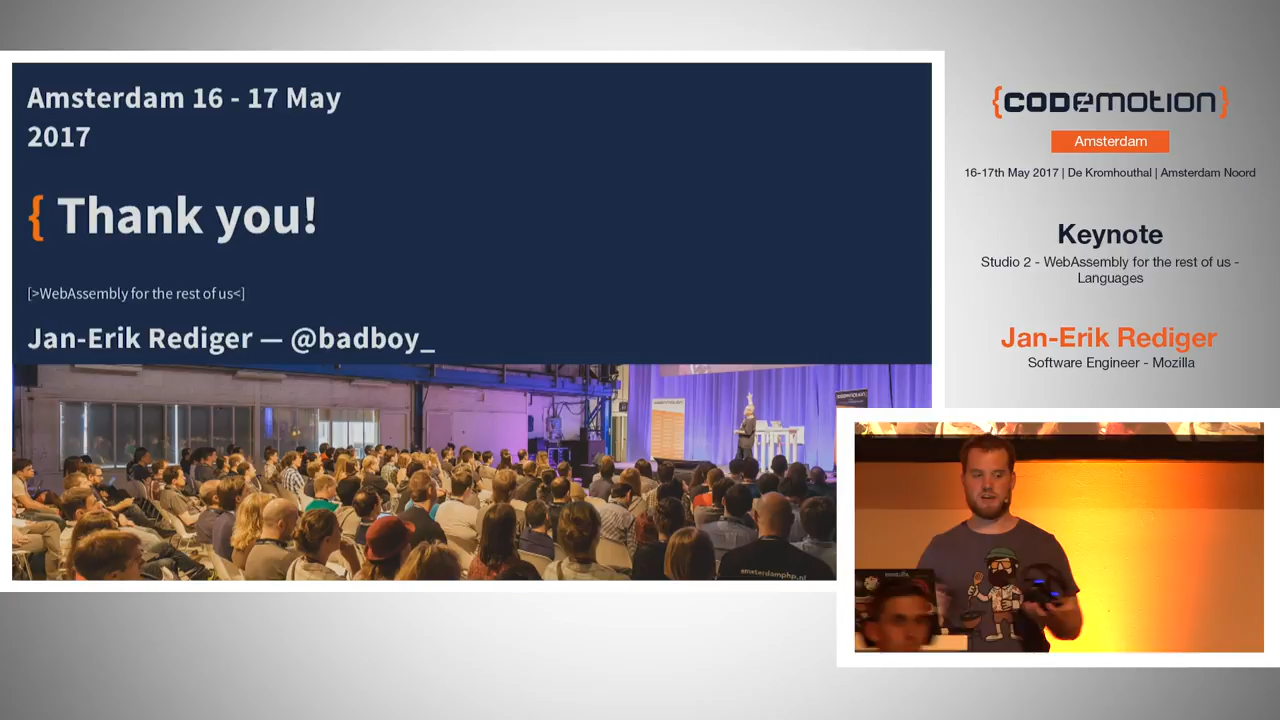 Amsterdam 16 - 17 May
2017
{ Thank you!
[>WebAssembly for the rest of us<]
Jan-Erik Rediger — @badboy_
amsterdamphp.nl
{CODEMOTION}
Amsterdam
16-17th May 2017 | De Kromhouthal | Amsterdam Noord
Keynote
Studio 2 - WebAssembly for the rest of us -
Languages
Jan-Erik Rediger
Software Engineer - Mozilla